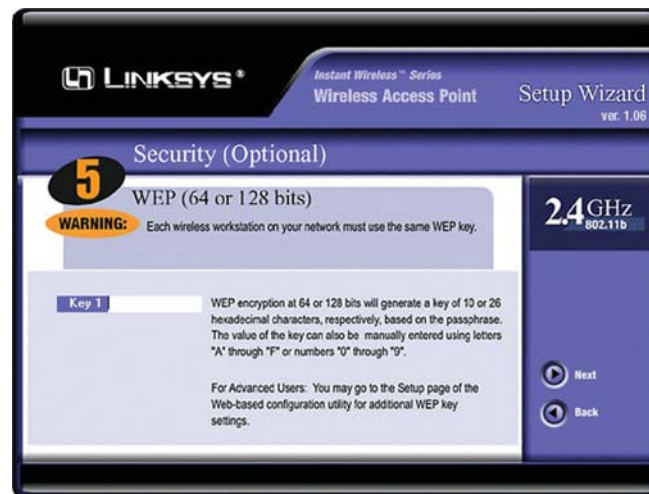 LINKSYS®
Instant Wireless™ Series
Wireless Access Point
Setup Wizard
ver. 1.06
Security (Optional)
5
WEP (64 or 128 bits)
WARNING: Each wireless workstation on your network must use the same WEP key.
2.4 GHz
802.11b
Key 1
WEP encryption at 64 or 128 bits will generate a key of 10 or 26
hexadecimal characters, respectively, based on the passphrase.
The value of the key can also be manually entered using letters
"A" through "F" or numbers "0" through "9".
For Advanced Users: You may go to the Setup page of the
Web-based configuration utility for additional WEP key
settings.
Next
Back